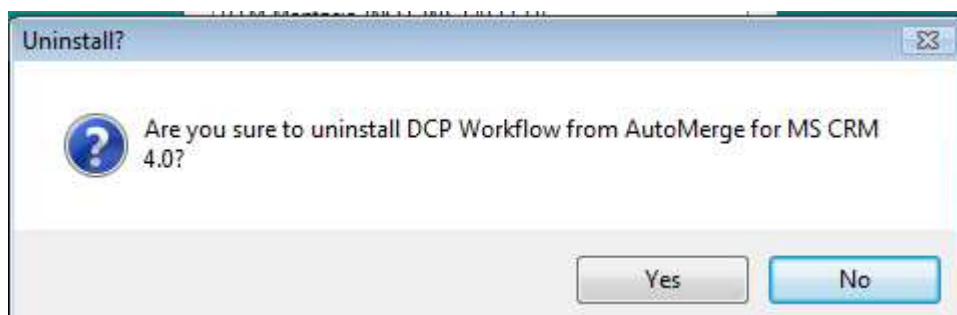 Uninstall?
Are you sure to uninstall DCP Workflow from AutoMerge for MS CRM
4.0?
Yes
No